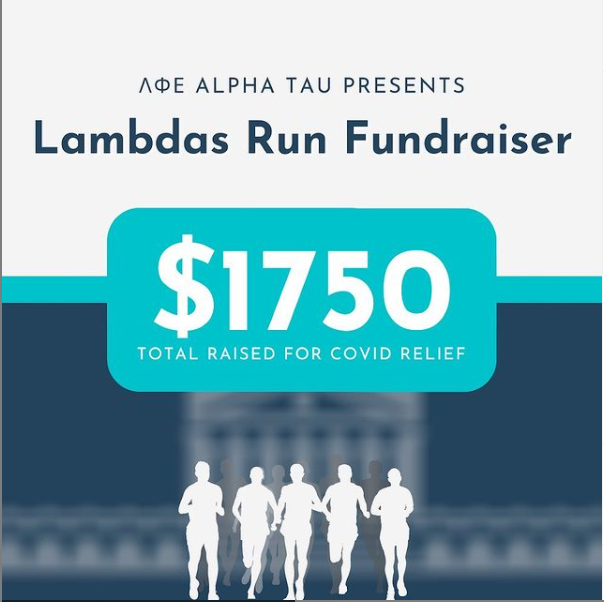 ΛΦΕ ALPHA TAU PRESENTS
Lambdas Run Fundraiser
$1750
TOTAL RAISED FOR COVID RELIEF